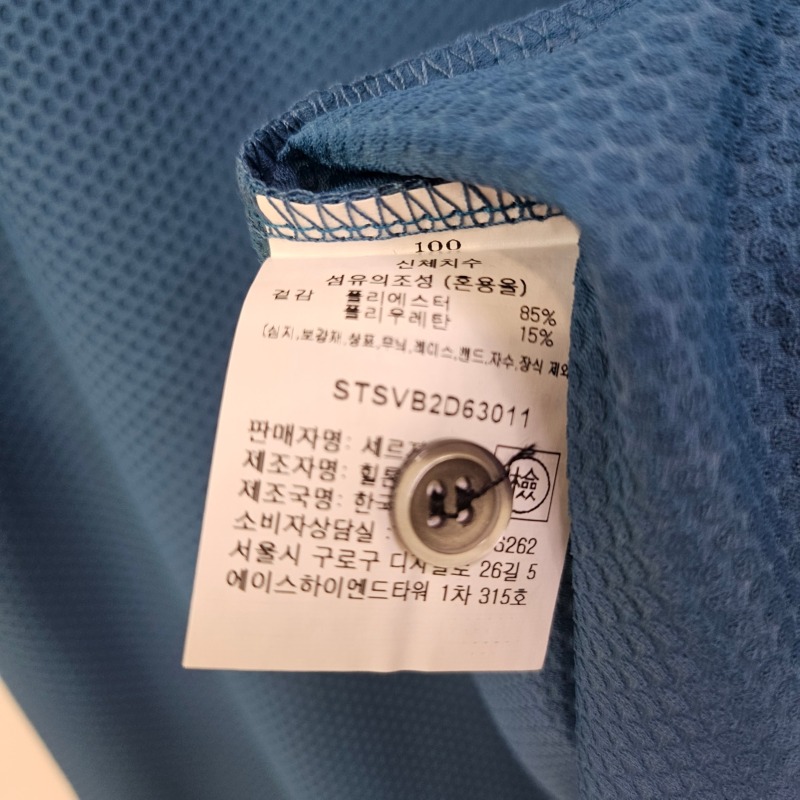 100
신체치수
섬유의조성 (혼용율)
겉감 폴리에스터 85%
폴리우레탄 15%
(심지,보강재,상표,무늬,레이스,밴드,자수,장식 제외
STSVB2D63011
판매자명:
제조자명:
제조국명: 한국
檢
소비자상담실 : 6262
서울시 구로구 디지털로 26길 5
에이스하이엔드타워 1차 315호